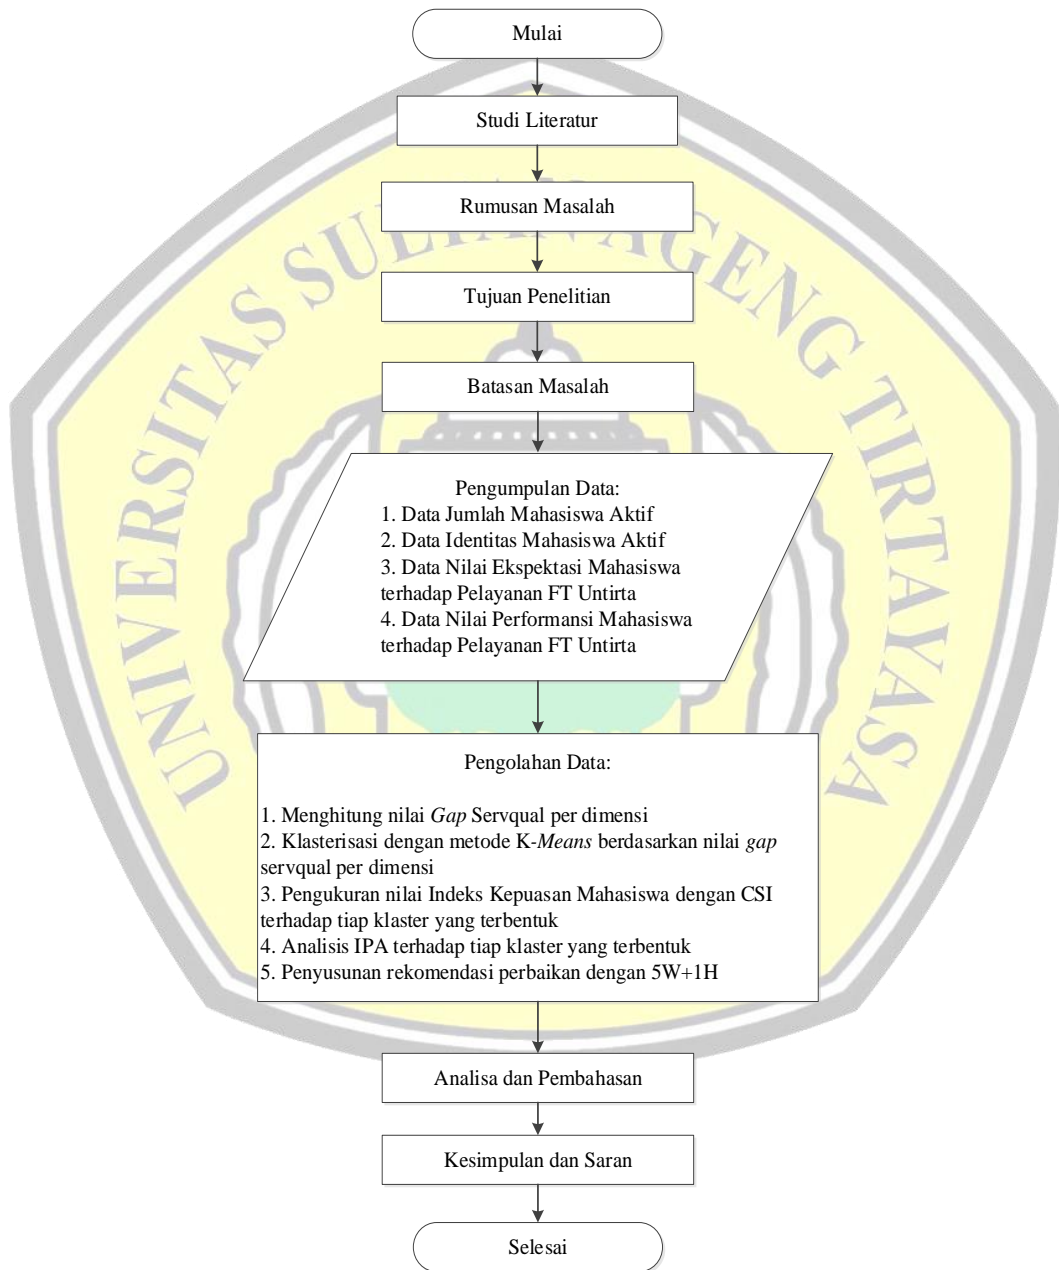 Mulai
Studi Literatur
Rumusan Masalah
Tujuan Penelitian
Batasan Masalah
Pengumpulan Data:
1. Data Jumlah Mahasiswa Aktif
2. Data Identitas Mahasiswa Aktif
3. Data Nilai Ekspektasi Mahasiswa
terhadap Pelayanan FT Untirta
4. Data Nilai Performansi Mahasiswa
terhadap Pelayanan FT Untirta
Pengolahan Data:
1. Menghitung nilai Gap Servqual per dimensi
2. Klasterisasi dengan metode K-Means berdasarkan nilai gap
servqual per dimensi
3. Pengukuran nilai Indeks Kepuasan Mahasiswa dengan CSI
terhadap tiap klaster yang terbentuk
4. Analisis IPA terhadap tiap klaster yang terbentuk
5. Penyusunan rekomendasi perbaikan dengan 5W+1H
Analisa dan Pembahasan
Kesimpulan dan Saran
Selesai
UNIVERSITAS SULTAN AGENG TIRTAYASA